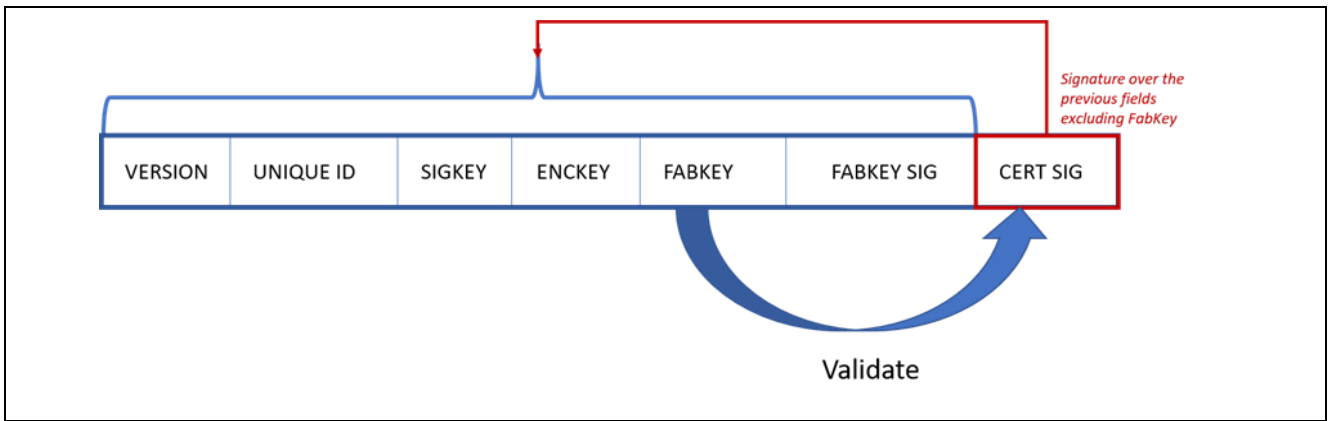 Signature over the
previous fields
excluding FabKey
VERSION
UNIQUE ID
SIGKEY
ENCKEY
FABKEY
FABKEY SIG
CERT SIG
Validate